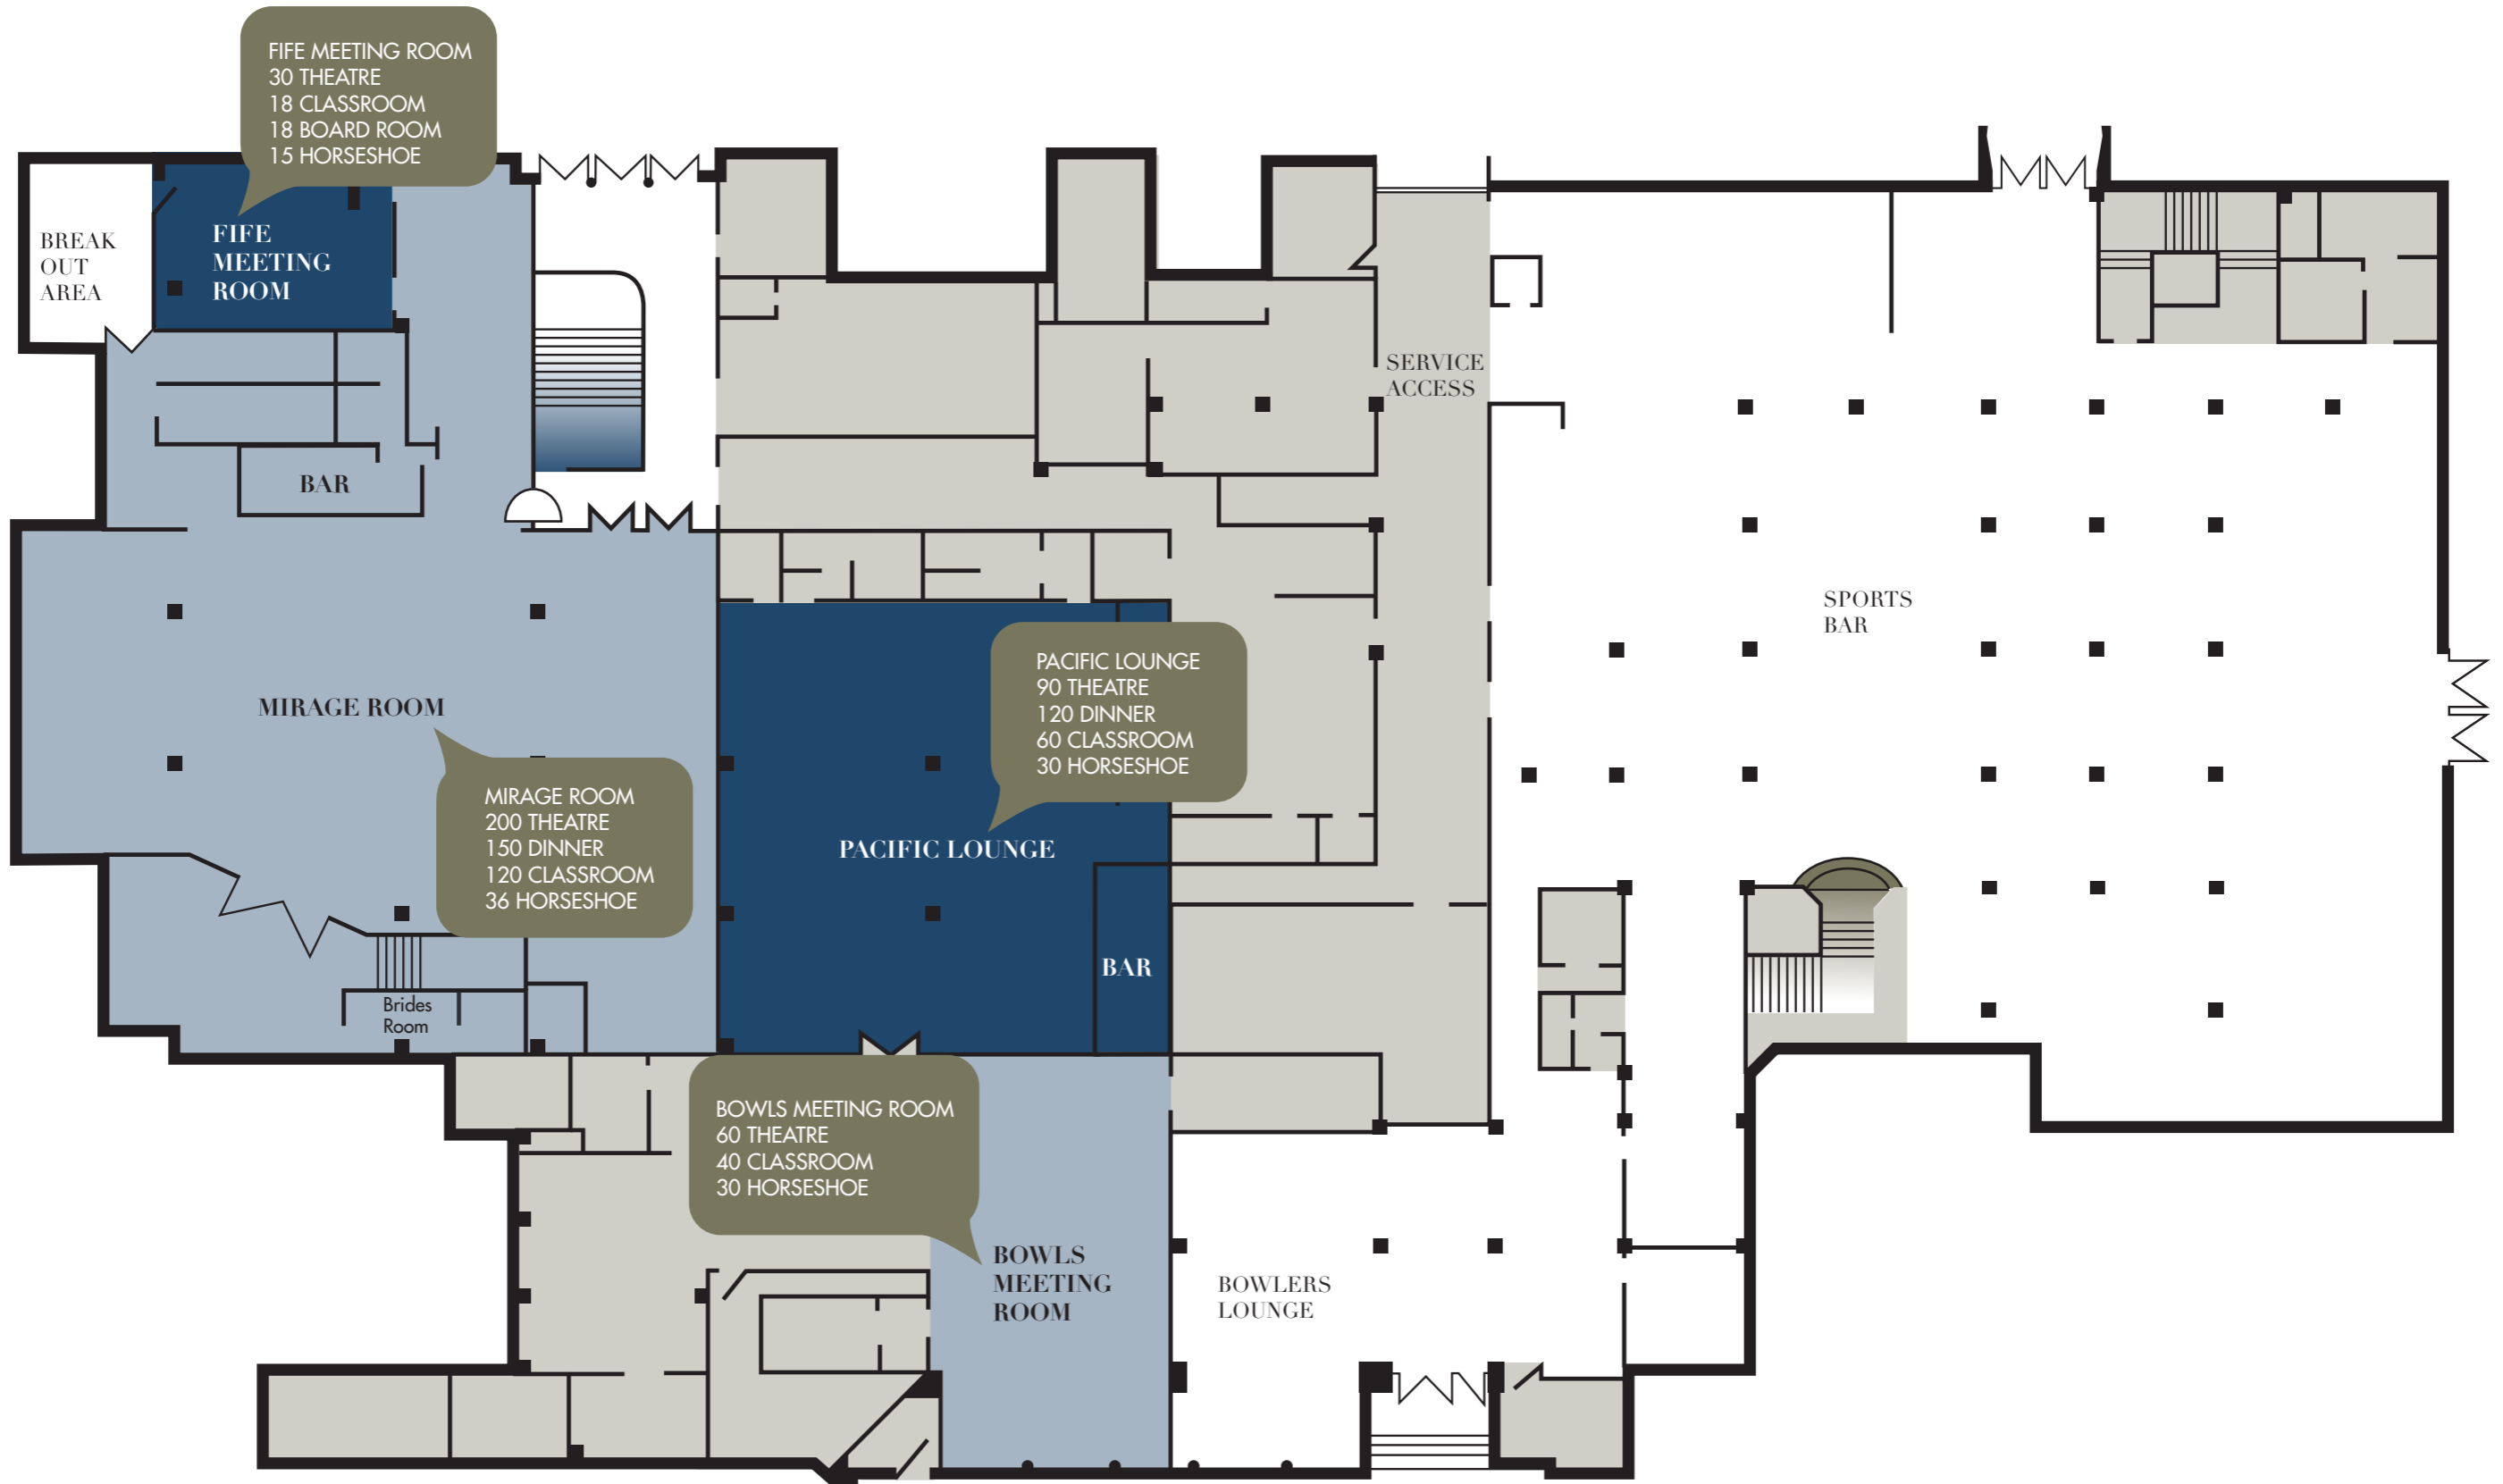 FIFE MEETING ROOM
30 THEATRE
18 CLASSROOM
18 BOARD ROOM
15 HORSESHOE
BREAK
OUT
AREA
FIFE
MEETING
ROOM
BAR
SERVICE
ACCESS
SPORTS
BAR
MIRAGE ROOM
MIRAGE ROOM
200 THEATRE
150 DINNER
120 CLASSROOM
36 HORSESHOE
PACIFIC LOUNGE
90 THEATRE
120 DINNER
60 CLASSROOM
30 HORSESHOE
PACIFIC LOUNGE
BAR
Brides
Room
BOWLS MEETING ROOM
60 THEATRE
40 CLASSROOM
30 HORSESHOE
BOWLS
MEETING
ROOM
BOWLERS
LOUNGE